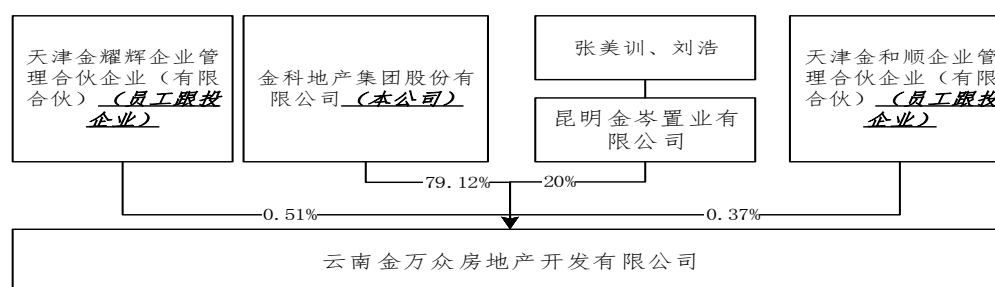 天津金耀辉企业管
理合伙企业（有限
合伙）（员工跟投
企业）
金科地产集团股份有
限公司（本公司）
张美训、刘浩
昆明金岑置业有
限公司
天津金和顺企业管
理合伙企业（有限
合伙）（员工跟投
企业）
79.12%
20%
0.51%
0.37%
云南金万众房地产开发有限公司